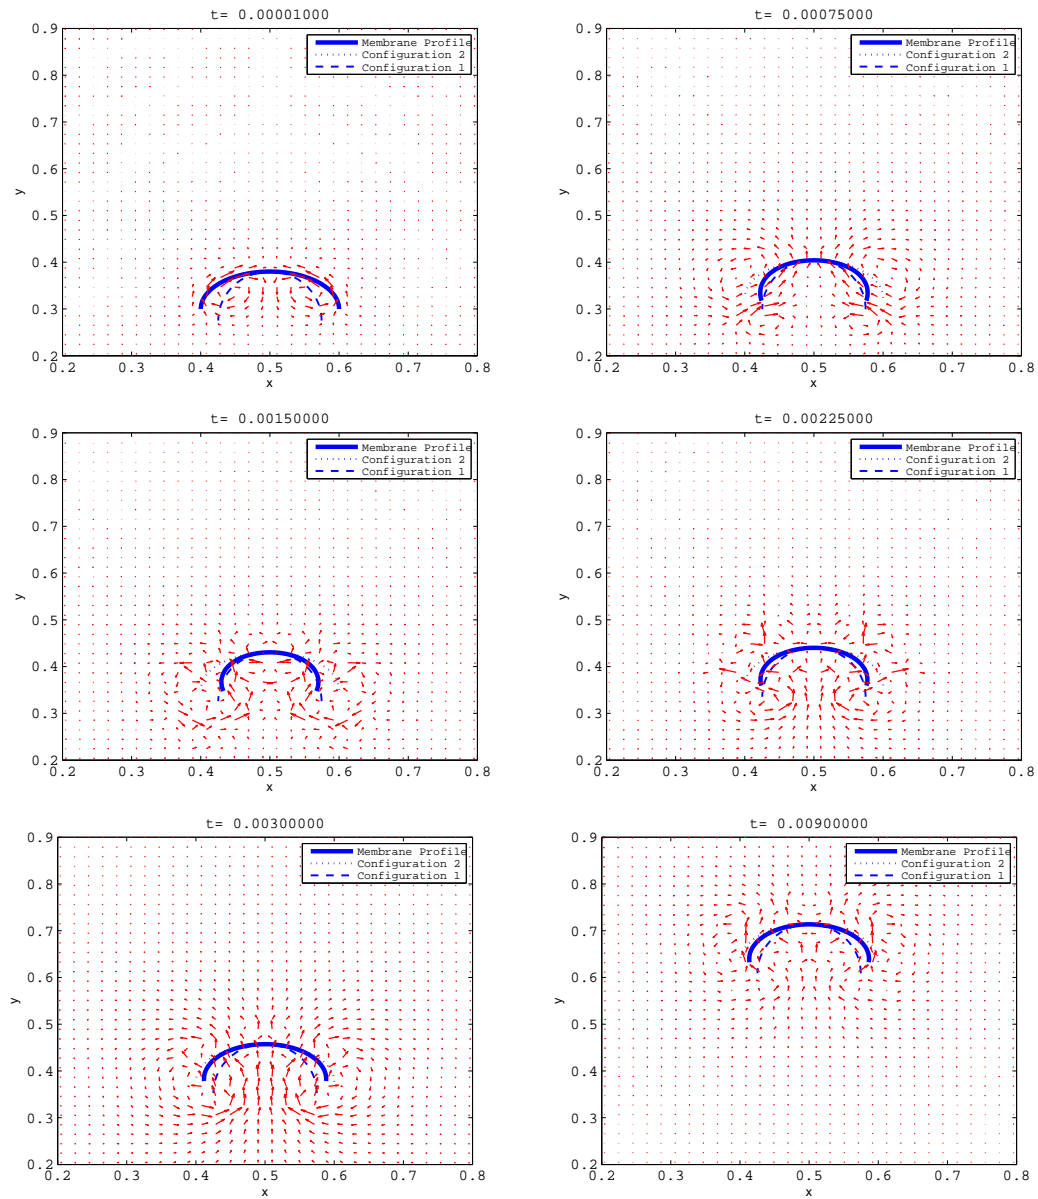 t= 0.00001000
Membrane Profile
Configuration 2
Configuration 1
0.9
0.8
0.7
0.6
0.5
0.4
0.3
0.2
y
0.2 0.3 0.4 0.5 0.6 0.7 0.8
x
t= 0.00075000
Membrane Profile
Configuration 2
Configuration 1
0.9
0.8
0.7
0.6
0.5
0.4
0.3
0.2
y
0.2 0.3 0.4 0.5 0.6 0.7 0.8
x
t= 0.00150000
Membrane Profile
Configuration 2
Configuration 1
0.9
0.8
0.7
0.6
0.5
0.4
0.3
0.2
y
0.2 0.3 0.4 0.5 0.6 0.7 0.8
x
t= 0.00225000
Membrane Profile
Configuration 2
Configuration 1
0.9
0.8
0.7
0.6
0.5
0.4
0.3
0.2
y
0.2 0.3 0.4 0.5 0.6 0.7 0.8
x
t= 0.00300000
Membrane Profile
Configuration 2
Configuration 1
0.9
0.8
0.7
0.6
0.5
0.4
0.3
0.2
y
0.2 0.3 0.4 0.5 0.6 0.7 0.8
x
t= 0.00900000
Membrane Profile
Configuration 2
Configuration 1
0.9
0.8
0.7
0.6
0.5
0.4
0.3
0.2
y
0.2 0.3 0.4 0.5 0.6 0.7 0.8
x